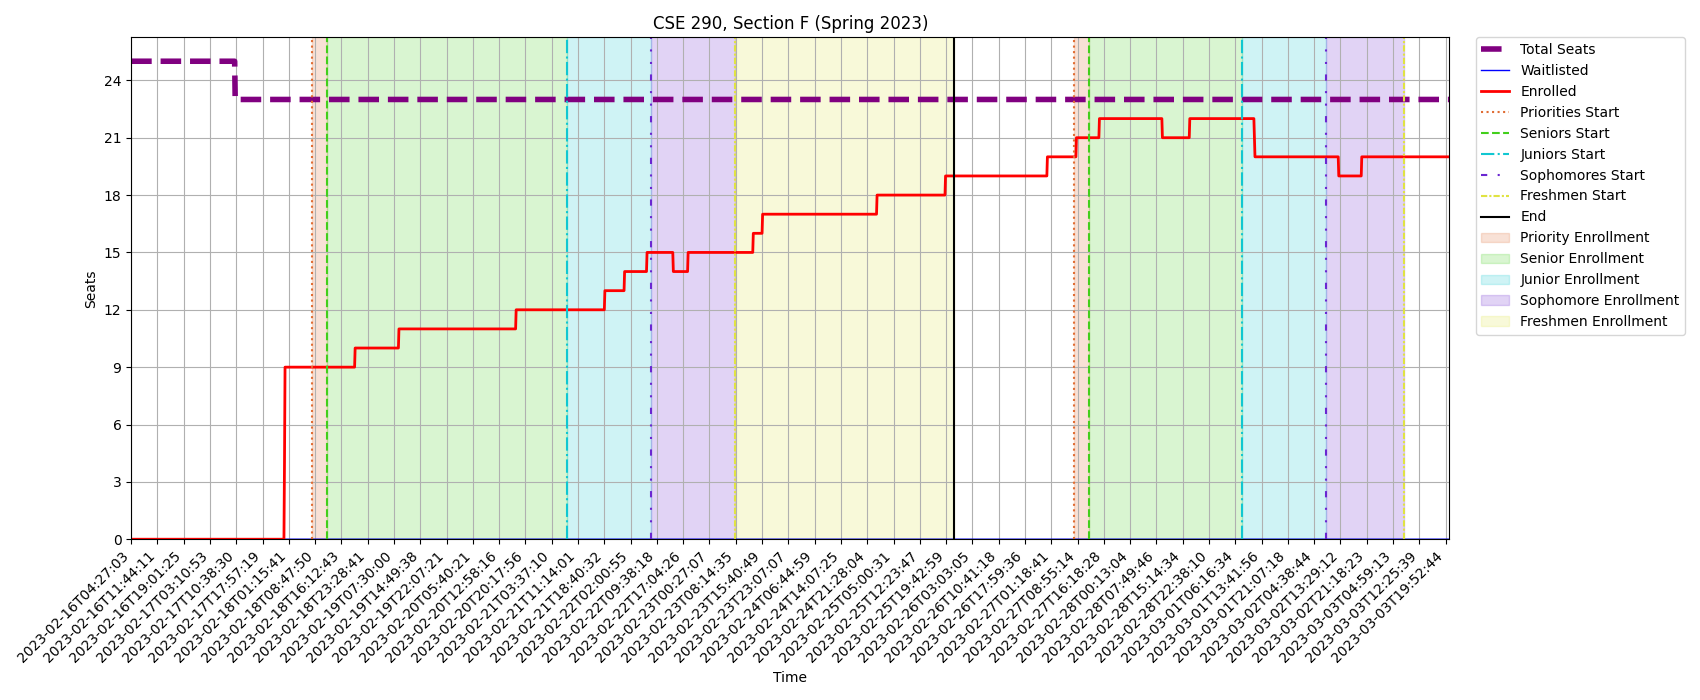 CSE 290, Section F (Spring 2023)
Seats
24
21
18
15
12
9
6
3
0
2023-02-16T04:27:03
2023-02-16T11:44:11
2023-02-16T19:01:25
2023-02-17T03:10:53
2023-02-17T10:38:30
2023-02-17T17:57:19
2023-02-18T01:15:41
2023-02-18T08:47:50
2023-02-18T16:12:43
2023-02-18T23:28:41
2023-02-19T07:30:00
2023-02-19T14:49:38
2023-02-19T22:07:21
2023-02-20T05:40:21
2023-02-20T12:58:16
2023-02-20T20:17:56
2023-02-21T03:37:10
2023-02-21T11:14:01
2023-02-21T18:40:32
2023-02-22T02:00:55
2023-02-22T09:38:18
2023-02-22T17:04:26
2023-02-23T00:27:07
2023-02-23T08:14:35
2023-02-23T15:40:49
2023-02-23T23:07:07
2023-02-24T06:44:59
2023-02-24T14:07:25
2023-02-24T21:28:04
2023-02-25T05:00:31
2023-02-25T12:23:47
2023-02-25T19:42:59
2023-02-26T03:03:05
2023-02-26T10:41:18
2023-02-26T17:59:36
2023-02-27T01:18:41
2023-02-27T08:55:14
2023-02-27T16:18:28
2023-02-28T00:13:04
2023-02-28T07:49:46
2023-02-28T15:14:34
2023-02-28T22:38:10
2023-03-01T06:16:34
2023-03-01T13:41:56
2023-03-01T21:07:18
2023-03-02T04:38:44
2023-03-02T13:29:12
2023-03-02T21:18:23
2023-03-03T04:59:13
2023-03-03T12:25:39
2023-03-03T19:52:44
Time
Total Seats
Waitlisted
Enrolled
Priorities Start
Seniors Start
Juniors Start
Sophomores Start
Freshmen Start
End
Priority Enrollment
Senior Enrollment
Junior Enrollment
Sophomore Enrollment
Freshmen Enrollment